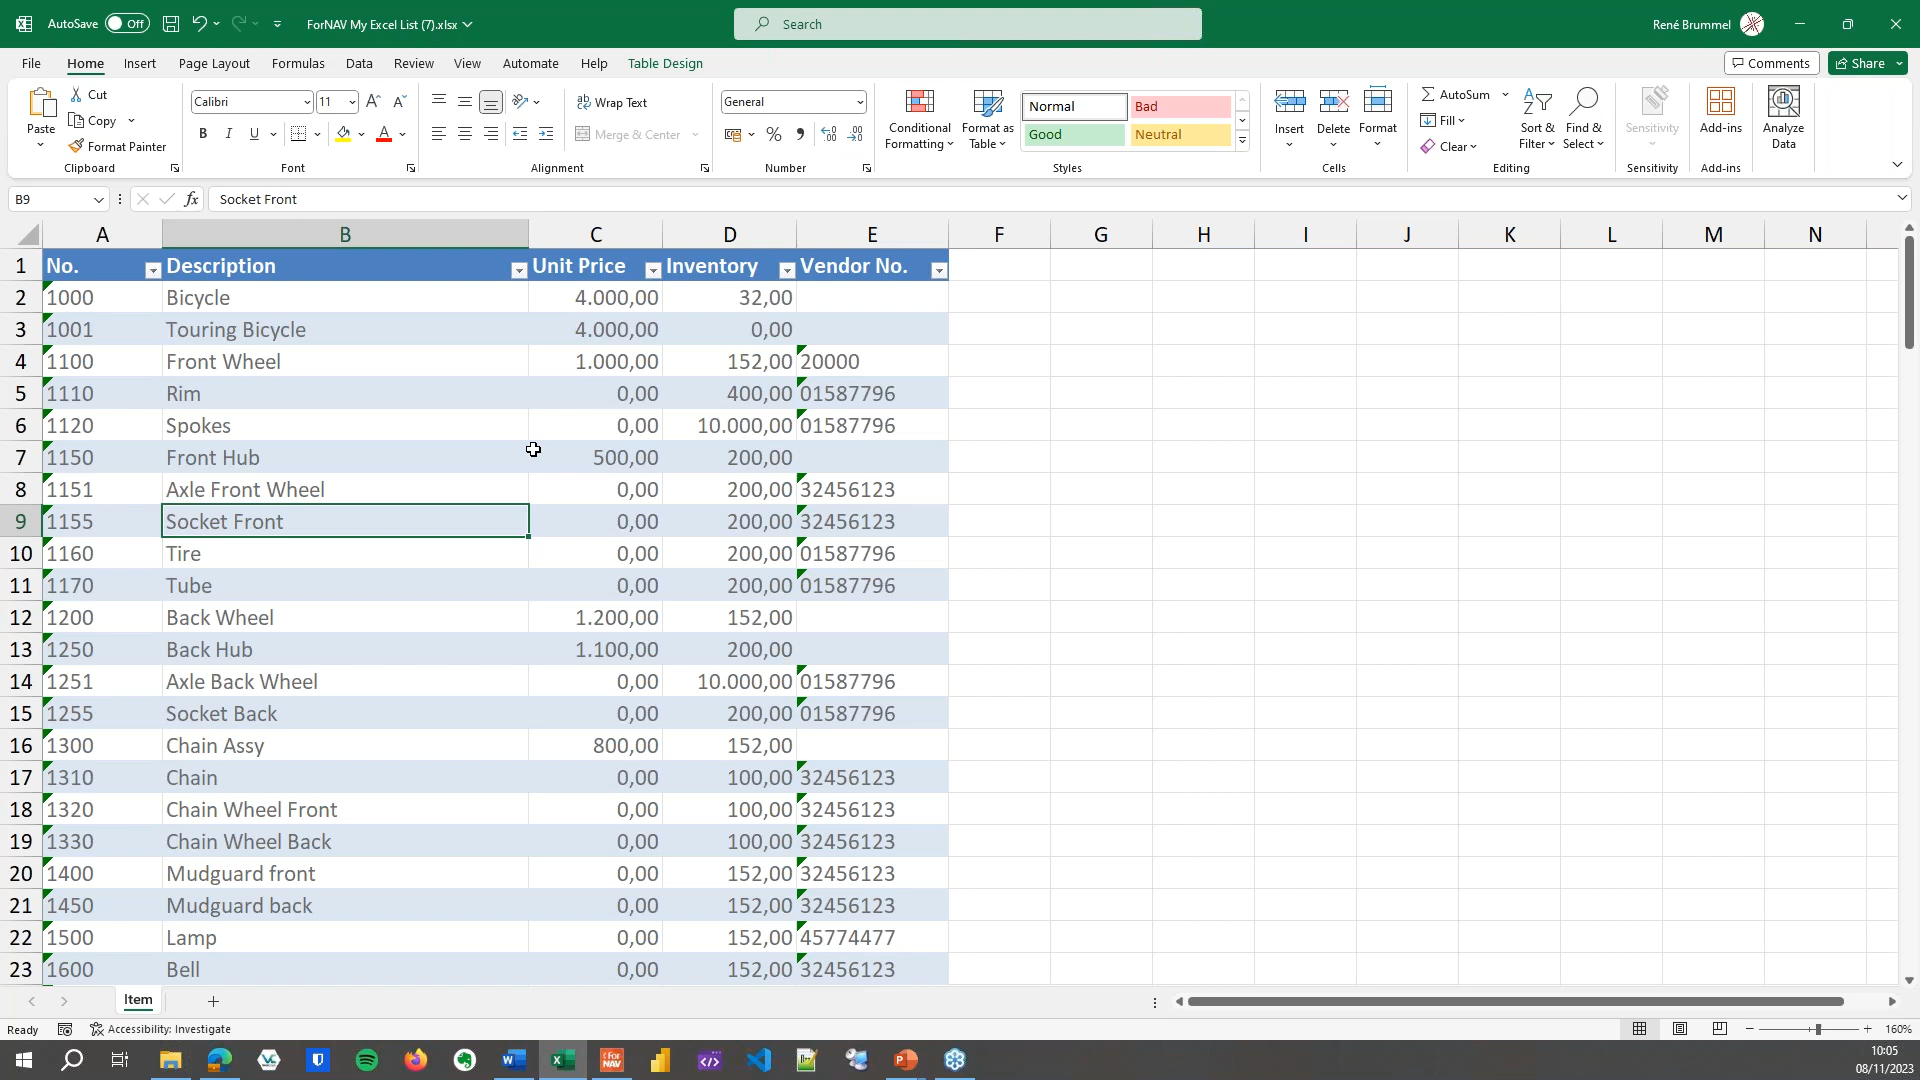 AutoSave Off ForNAV My Excel List (7).xlsx Search René Brummel
File Home Insert Page Layout Formulas Data Review View Automate Help Table Design Comments Share
Paste Cut Copy Format Painter Clipboard
Calibri 11 B I U A Font
Wrap Text Merge & Center Alignment
General % Number
Conditional Formatting Format as Table Normal Bad Good Neutral Styles
Insert Delete Format Cells
AutoSum Fill Clear Sort & Filter Find & Select Editing
Sensitivity Sensitivity
Add-ins Add-ins
Analyze Data
B9 fx Socket Front
A B C D E F G H I J K L M N
1 No. Description Unit Price Inventory Vendor No.
2 1000 Bicycle 4.000,00 32,00
3 1001 Touring Bicycle 4.000,00 0,00
4 1100 Front Wheel 1.000,00 152,00 20000
5 1110 Rim 0,00 400,00 01587796
6 1120 Spokes 0,00 10.000,00 01587796
7 1150 Front Hub 500,00 200,00
8 1151 Axle Front Wheel 0,00 200,00 32456123
9 1155 Socket Front 0,00 200,00 32456123
10 1160 Tire 0,00 200,00 01587796
11 1170 Tube 0,00 200,00 01587796
12 1200 Back Wheel 1.200,00 152,00
13 1250 Back Hub 1.100,00 200,00
14 1251 Axle Back Wheel 0,00 10.000,00 01587796
15 1255 Socket Back 0,00 200,00 01587796
16 1300 Chain Assy 800,00 152,00
17 1310 Chain 0,00 100,00 32456123
18 1320 Chain Wheel Front 0,00 100,00 32456123
19 1330 Chain Wheel Back 0,00 100,00 32456123
20 1400 Mudguard front 0,00 152,00 32456123
21 1450 Mudguard back 0,00 152,00 32456123
22 1500 Lamp 0,00 152,00 45774477
23 1600 Bell 0,00 152,00 32456123
Item
Ready Accessibility: Investigate 160%
10:05
08/11/2023